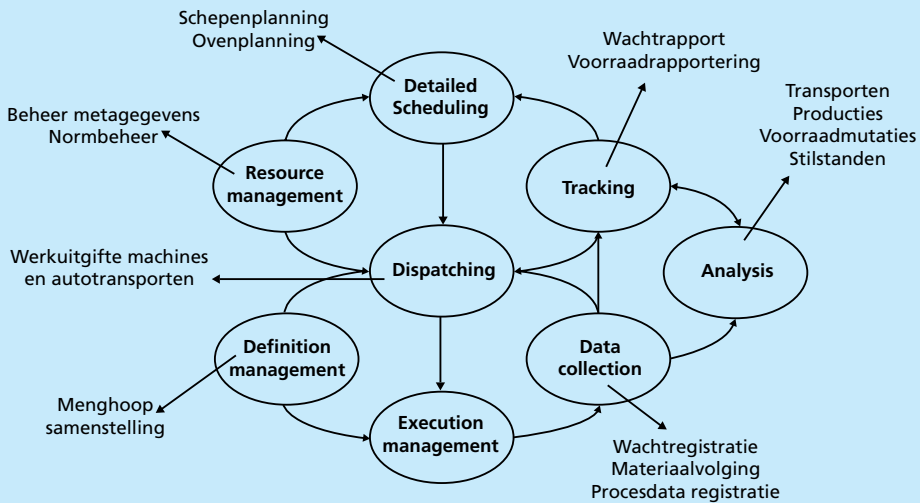 Schepenplanning
Ovenplanning
Detailed
Scheduling
Wachtrapport
Voorraadrapportering
Transporten
Producties
Voorraadmutaties
Stilstanden
Beheer metagegevens
Normbeheer
Resource
management
Tracking
Werkuitgifte machines
en autotransporten
Dispatching
Analysis
Definition
management
Data
collection
Menghoop
samenstelling
Execution
management
Wachtregistratie
Materiaalvolging
Procesdata registratie